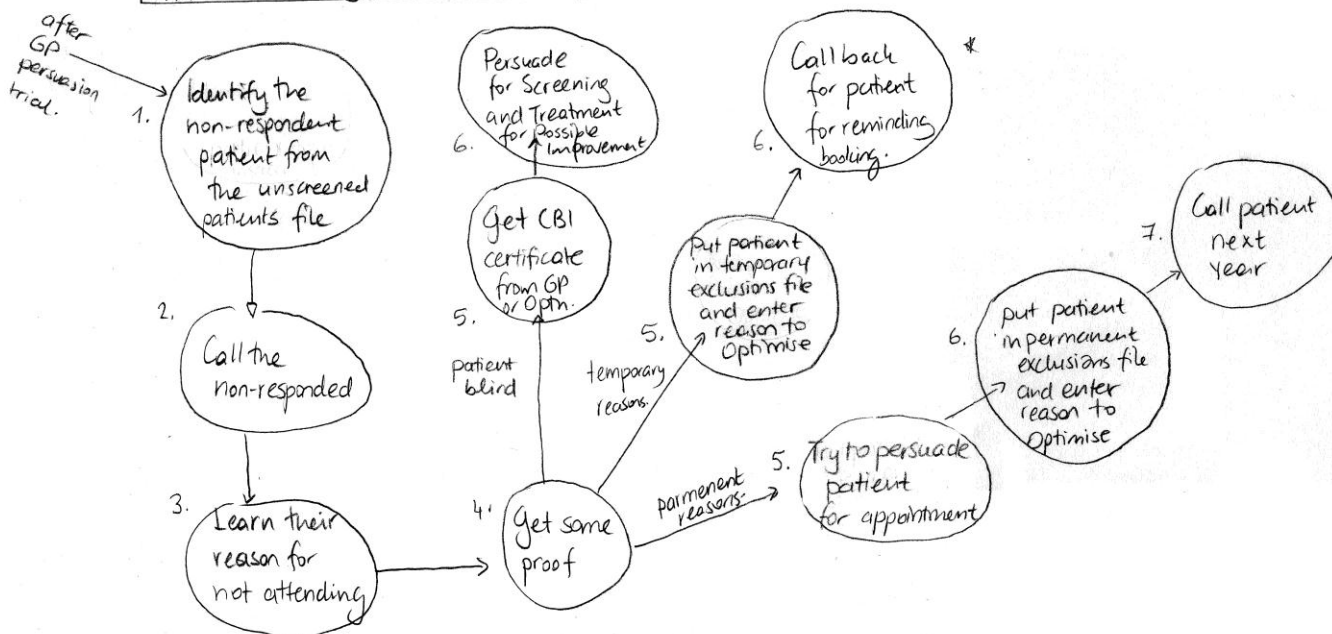 after
GP
persuasion
trial.
1.
Identify the
non-respondent
patient from
the unscreened
patients file
2.
Call the
non-responded
3.
Learn their
reason for
not attending
4.
Get some
proof
patient
blind
5.
Get CBI
certificate
from GP
or Optn.
6.
Persuade
for Screening
and Treatment
for Possible
Improvement
temporary
reasons.
5.
put patient
in temporary
exclusions file
and enter
reason to
Optimise
6.
Call back
for patient
for reminding
booking.
*
parmenent
reasons.
5.
Try to persuade
patient
for appointment
6.
put patient
in permanent
exclusions file
and enter
reason to
Optimise
7.
Call patient
next
year